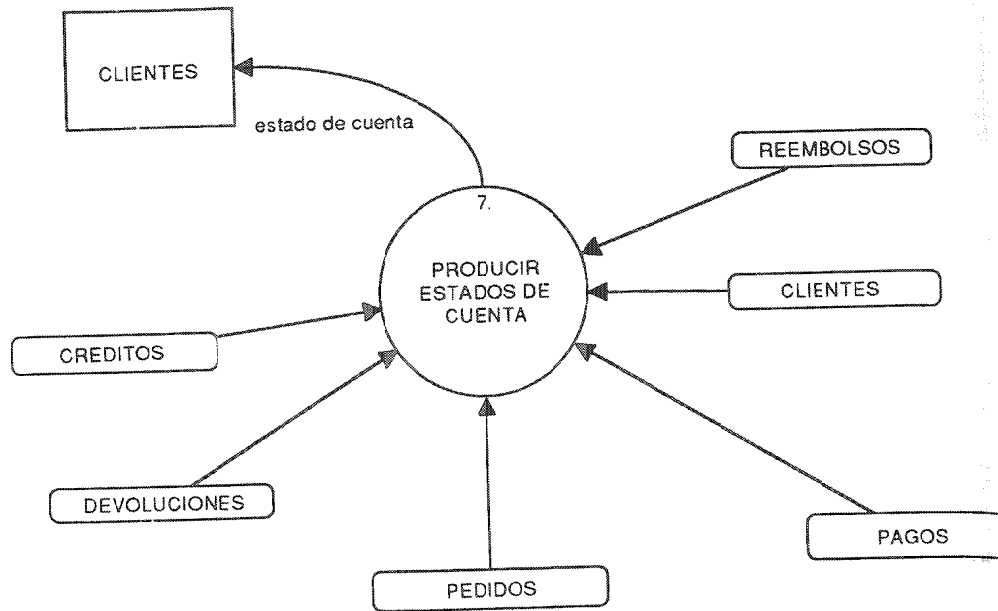 CLIENTES
estado de cuenta
REEMBOLSOS
7.
PRODUCIR
ESTADOS DE
CUENTA
CLIENTES
CREDITOS
DEVOLUCIONES
PAGOS
PEDIDOS